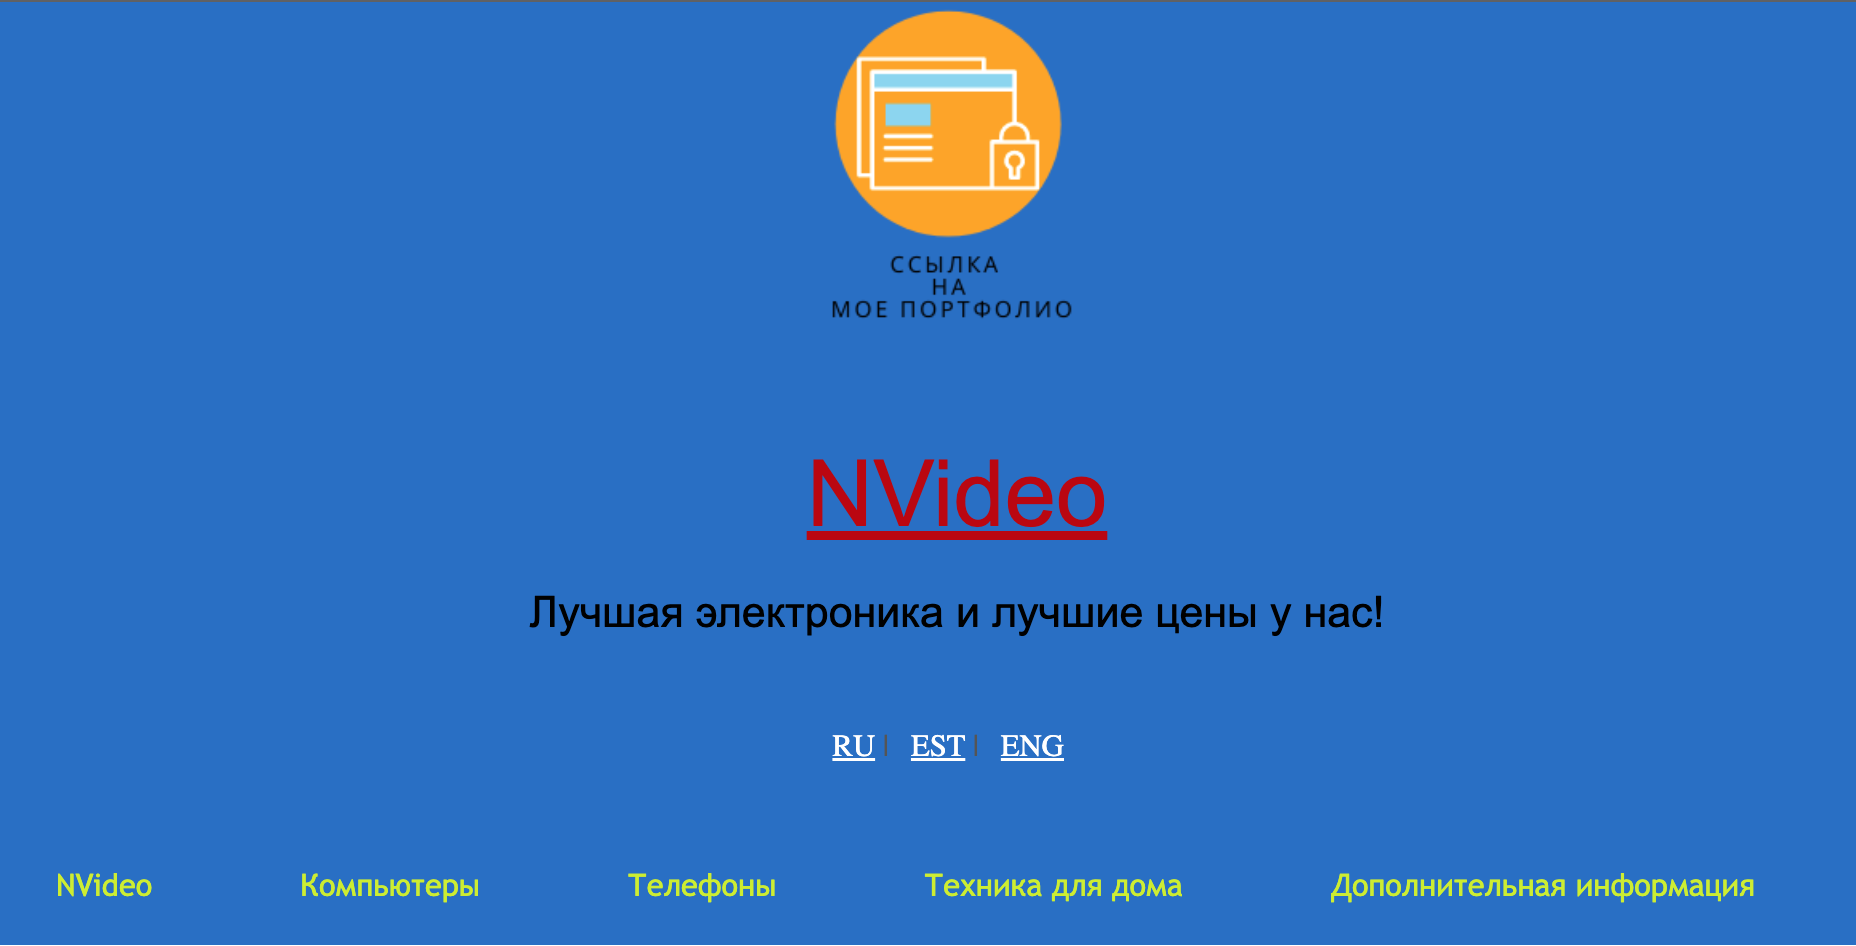 ССЫЛКА
НА
МОЕ ПОРТФОЛИО
NVideo
Лучшая электроника и лучшие цены у нас!
RU | EST | ENG
NVideo Компьютеры Телефоны Техника для дома Дополнительная информация